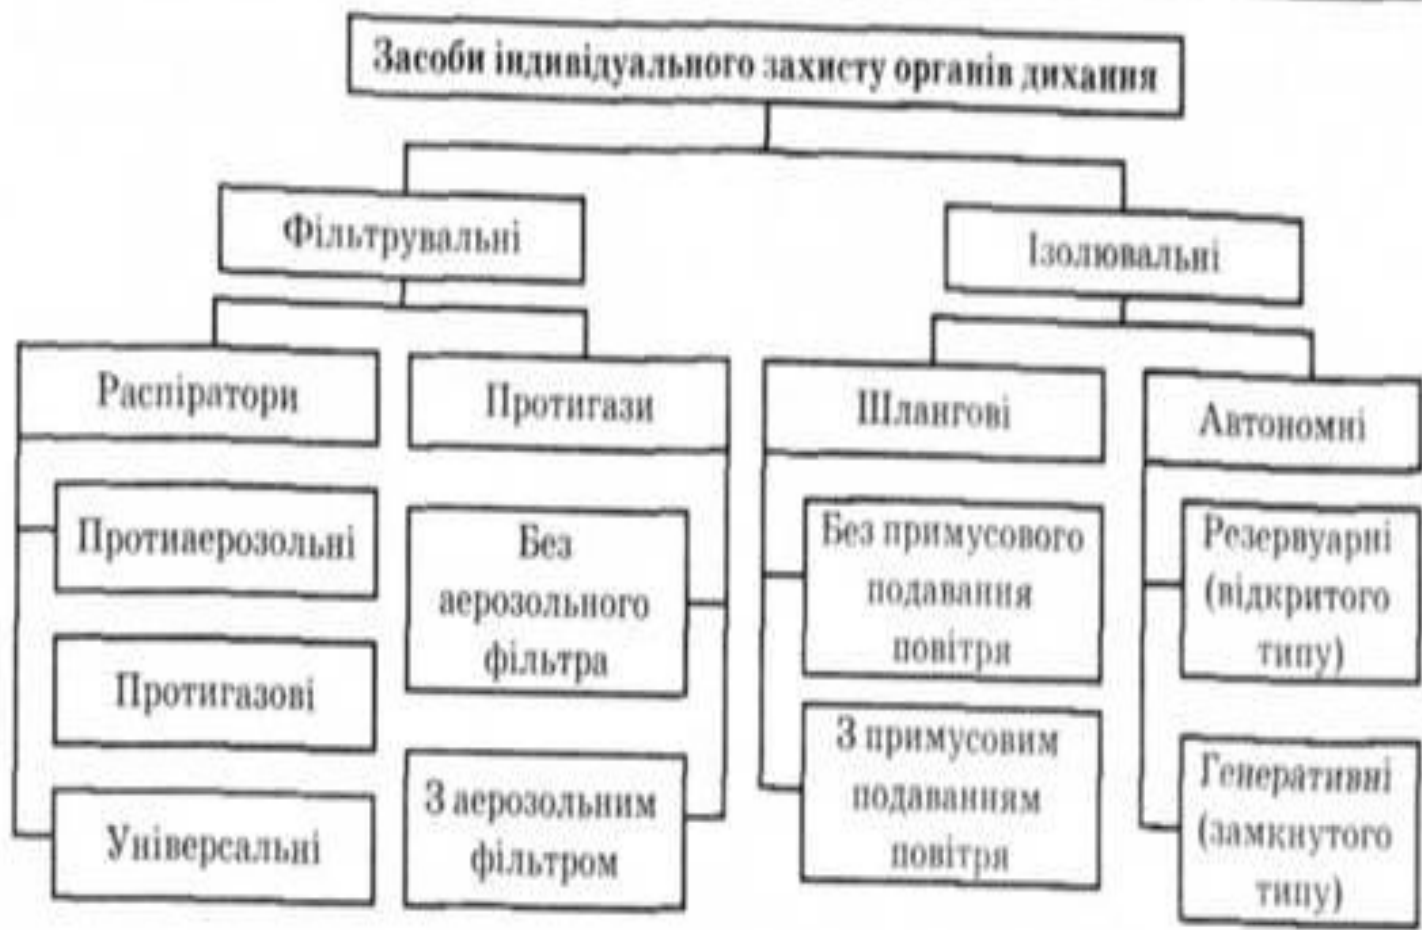 Засоби індивідуального захисту органів дихання
Фільтрувальні
Ізолювальні
Распіратори
Протигази
Шлангові
Автономні
Протиаерозольні
Протигазові
Універсальні
Без
аерозольного
фільтра
З аерозольним
фільтром
Без примусового
подавання
повітря
З примусовим
подаванням
повітря
Резервуарні
(відкритого
типу)
Генеративні
(замкнутого
типу)